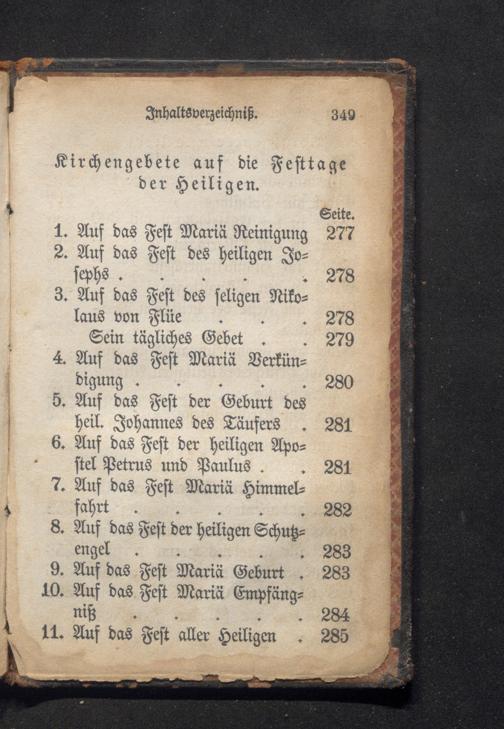 Inhaltsverzeichniß. 349
Kirchengebete auf die Festtage
der Heiligen.
Seite.
1. Auf das Fest Mariä Reinigung 277
2. Auf das Fest des heiligen Jo-
sephs . . . . . . 278
3. Auf das Fest des seligen Niko-
laus von Flüe . . . 278
Sein tägliches Gebet . . 279
4. Auf das Fest Mariä Verkün-
digung . . . . . 280
5. Auf das Fest der Geburt des
heil. Johannes des Täufers . 281
6. Auf das Fest der heiligen Apo-
stel Petrus und Paulus . . 281
7. Auf das Fest Mariä Himmel-
fahrt . . . . . . 282
8. Auf das Fest der heiligen Schutz-
engel . . . . . . 283
9. Auf das Fest Mariä Geburt . 283
10. Auf das Fest Mariä Empfäng-
niß . . . . . . 284
11. Auf das Fest aller Heiligen . 285